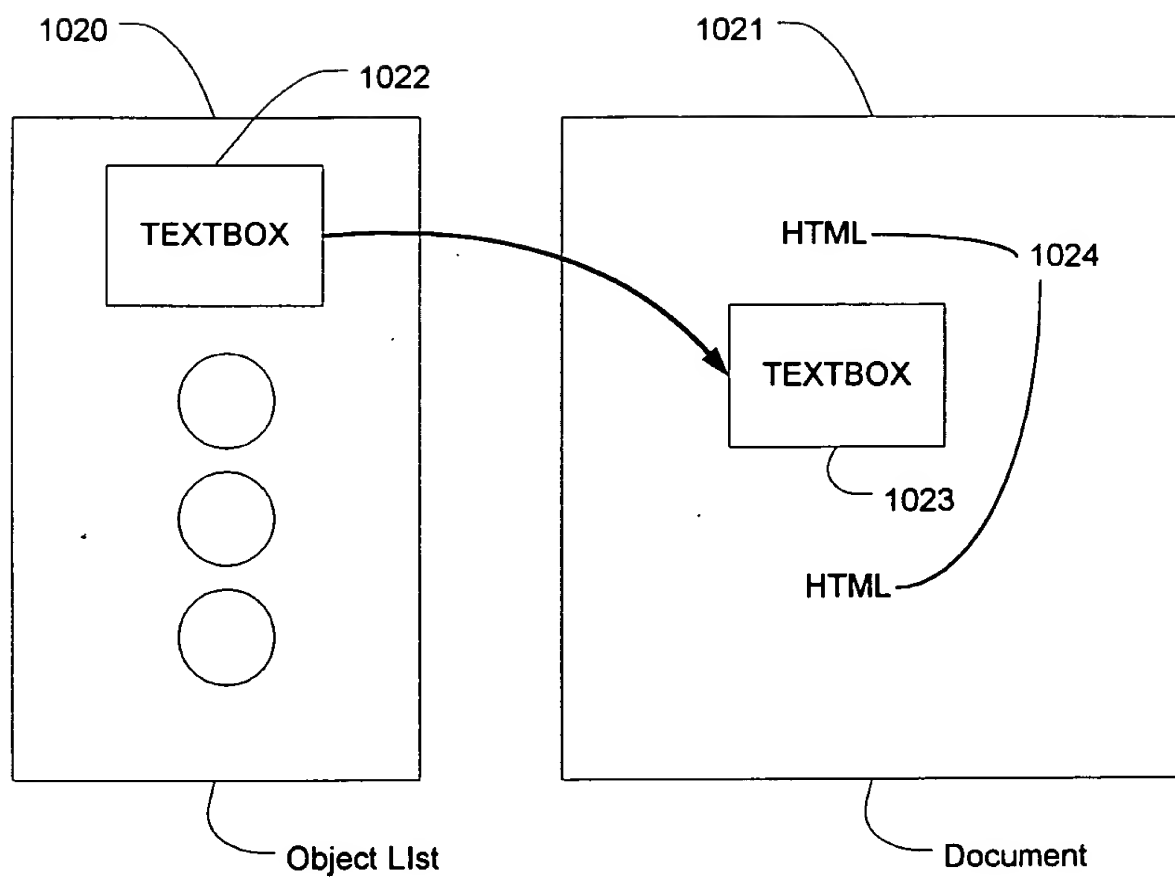 1020
1021
1022
TEXTBOX
HTML
1024
TEXTBOX
1023
HTML
Object LIst
Document